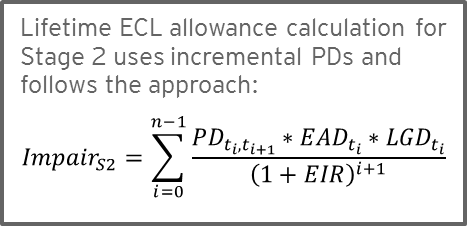 Lifetime ECL allowance calculation for
Stage 2 uses incremental PDs and
follows the approach:
$Impair_{S2} = \sum_{i=0}^{n-1} \frac{PD_{t_i,t_{i+1}} * EAD_{t_i} * LGD_{t_i}}{(1 + EIR)^{i+1}}$